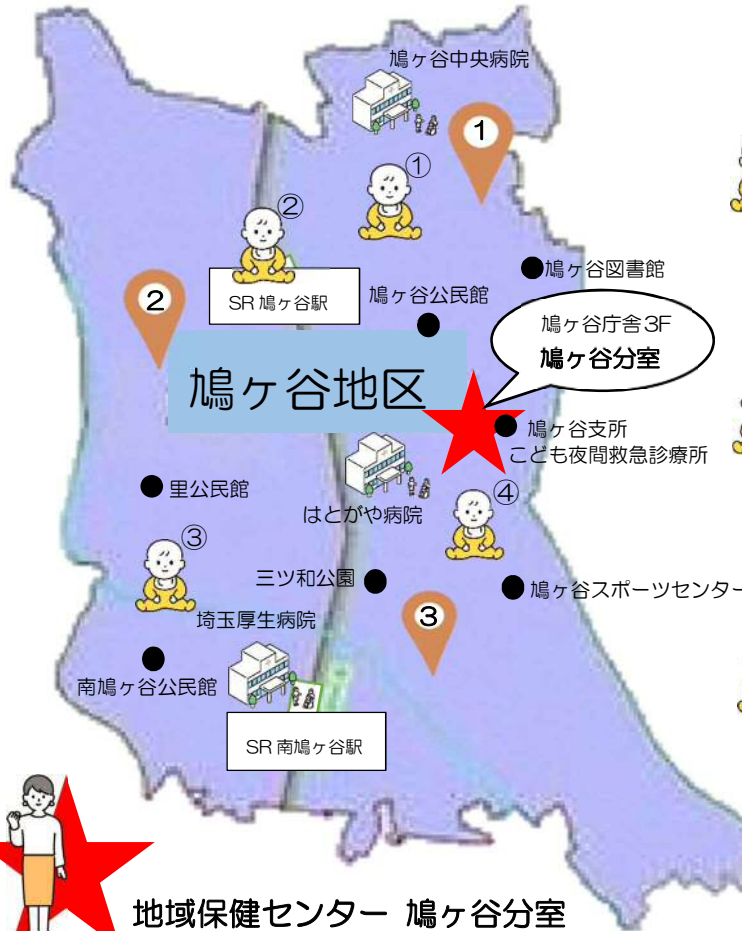 鳩ヶ谷中央病院
①
①
②
鳩ヶ谷図書館
SR 鳩ヶ谷駅
鳩ヶ谷公民館
②
鳩ヶ谷庁舎3F
鳩ヶ谷分室
鳩ヶ谷地区
鳩ヶ谷支所
こども夜間救急診療所
里公民館
はとがや病院
④
③
三ツ和公園
鳩ヶ谷スポーツセンター
埼玉厚生病院
③
南鳩ヶ谷公民館
SR 南鳩ヶ谷駅
地域保健センター 鳩ヶ谷分室